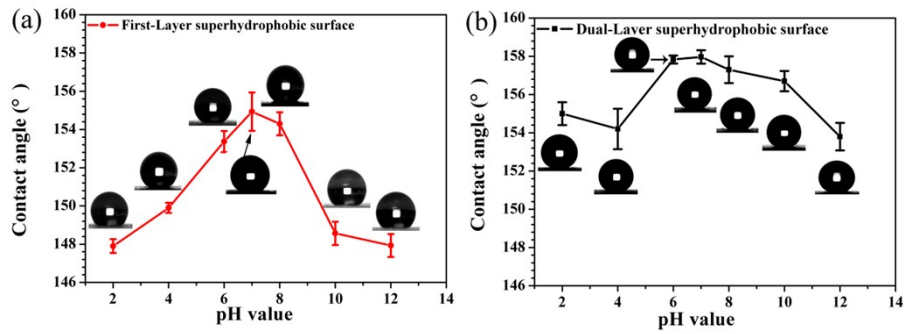 (a)
First-Layer superhydrophobic surface
Contact angle (°)
160
158
156
154
152
150
148
146
2 4 6 8 10 12 14
pH value
(b)
Dual-Layer superhydrophobic surface
Contact angle (°)
160
158
156
154
152
150
148
146
2 4 6 8 10 12 14
pH value